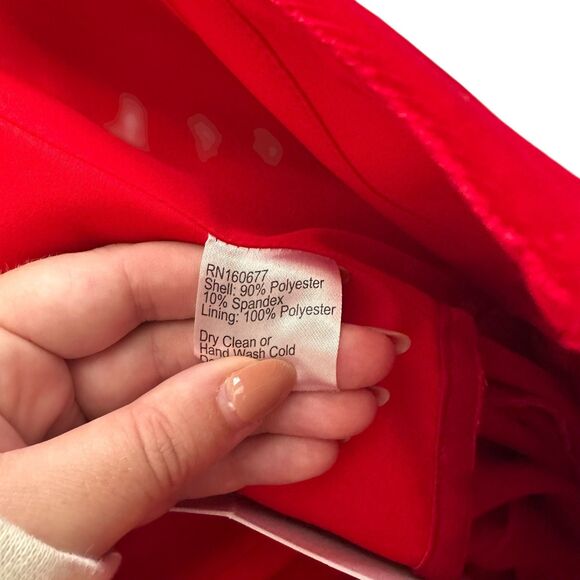 RN160677
Shell: 90% Polyester
10% Spandex
Lining: 100% Polyester
Dry Clean or
Hand Wash Cold